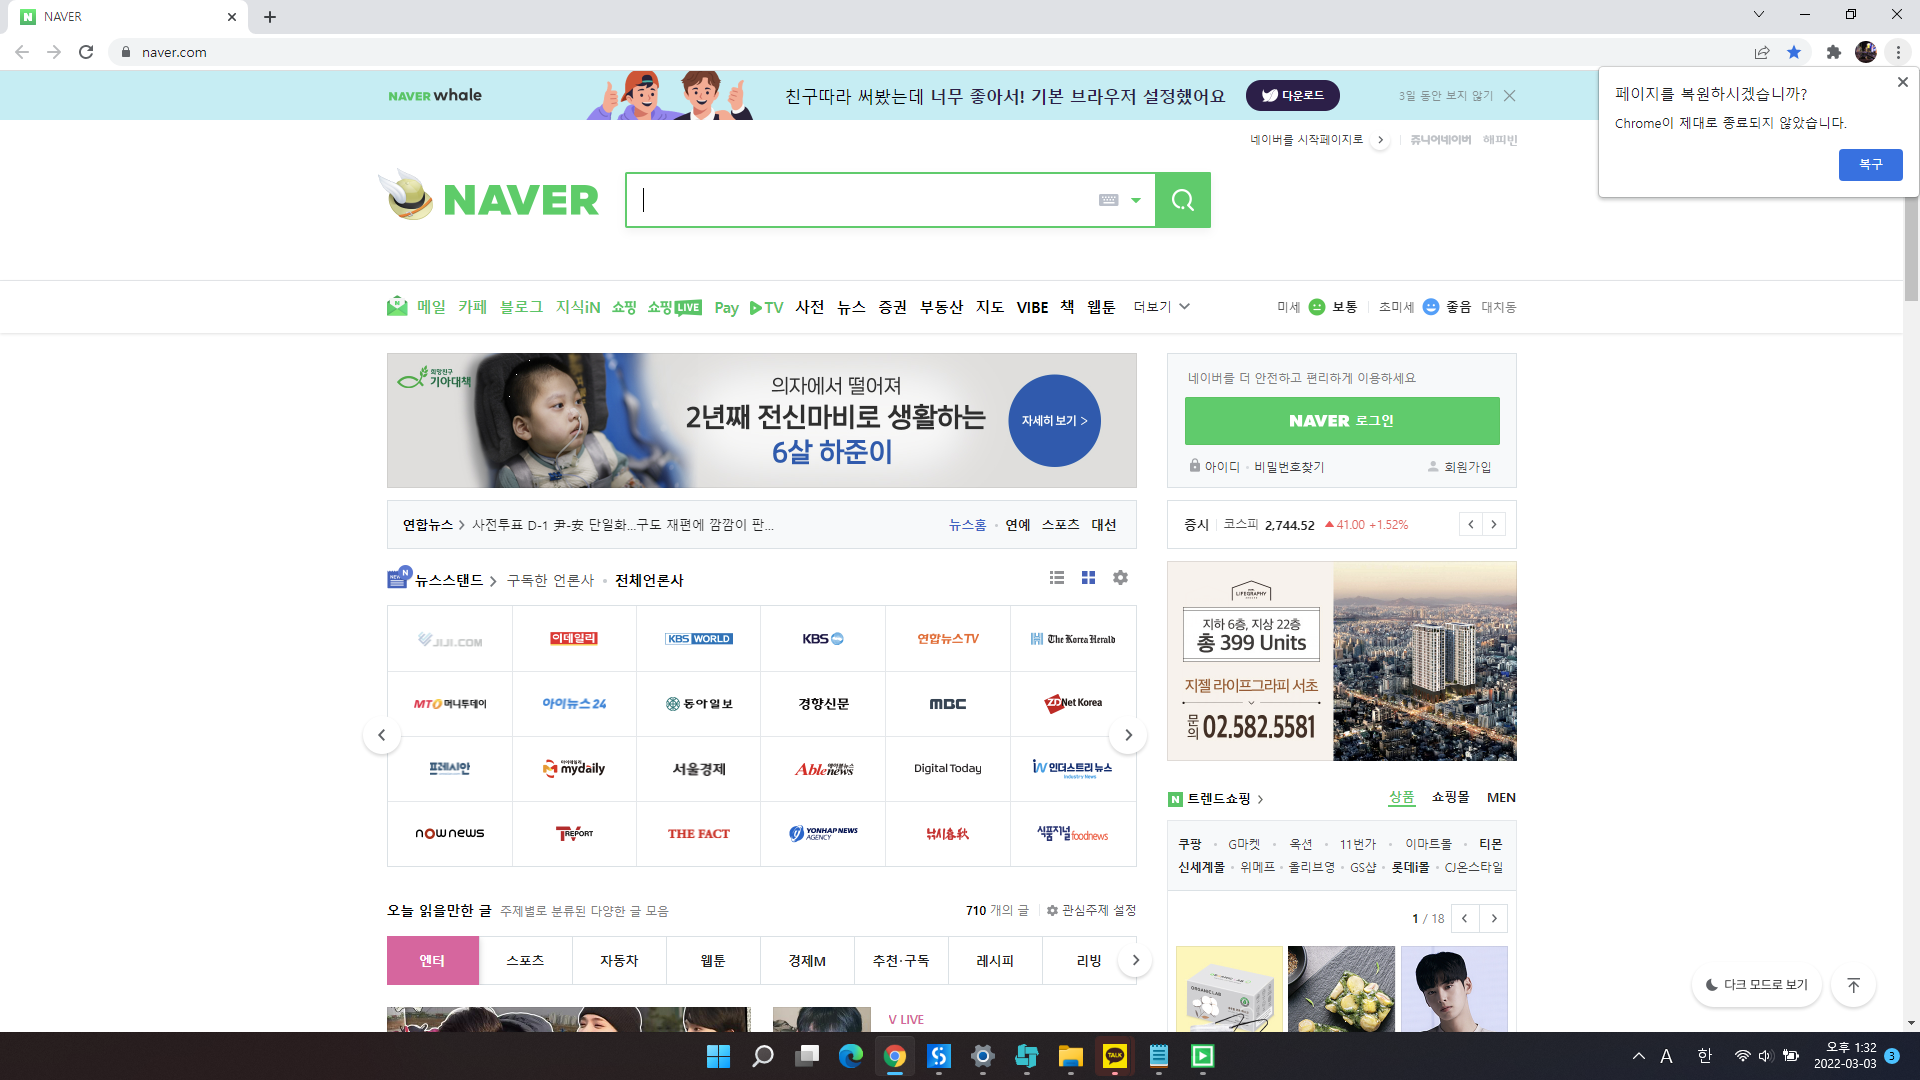 NAVER
naver.com
NAVER whale
친구따라 써봤는데 너무 좋아서! 기본 브라우저 설정했어요
다운로드
3일 동안 보지 않기
페이지를 복원하시겠습니까?
Chrome이 제대로 종료되지 않았습니다.
복구
네이버를 시작페이지로
쥬니어네이버 해피빈
NAVER
메일 카페 블로그 지식iN 쇼핑 쇼핑LIVE Pay TV 사전 뉴스 증권 부동산 지도 VIBE 책 웹툰 더보기
미세 보통 초미세 좋음 대치동
희망친구
기아대책
의자에서 떨어져
2년째 전신마비로 생활하는
6살 하준이
자세히 보기 >
네이버를 더 안전하고 편리하게 이용하세요
NAVER 로그인
아이디 · 비밀번호찾기 회원가입
연합뉴스 > 사전투표 D-1 尹-安 단일화...구도 재편에 깜깜이 판...
뉴스홈 · 연예 스포츠 대선
증시 코스피 2,744.52 ▲41.00 +1.52%
NEW N 뉴스스탠드 > 구독한 언론사 · 전체언론사
JIJI.COM 이데일리 KBS WORLD KBS 연합뉴스TV The Korea Herald
MTO 머니투데이 아이뉴스24 동아일보 경향신문 MBC ZDNet Korea
프레시안 마이데일리 mydaily 서울경제 Ablenews 에이블뉴스 Digital Today iN 인더스트리뉴스 Industry News
nownews TVREPORT THE FACT YONHAPNEWS AGENCY 낚시春秋 식품저널 foodnews
LIFEGRAPHY
지하 6층, 지상 22층
총 399 Units
지젤 라이프그라피 서초
문의 02.582.5581
N 트렌드쇼핑 >
상품 쇼핑몰 MEN
쿠팡 · G마켓 · 옥션 · 11번가 · 이마트몰 · 티몬
신세계몰 · 위메프 · 올리브영 · GS샵 · 롯데i몰 · CJ온스타일
1 / 18
ORGANICLAB
오늘 읽을만한 글 주제별로 분류된 다양한 글 모음
710 개의 글 관심주제 설정
엔터 스포츠 자동차 웹툰 경제M 추천·구독 레시피 리빙
V LIVE
다크 모드로 보기
TALK
A 한
오후 1:32
2022-03-03
3